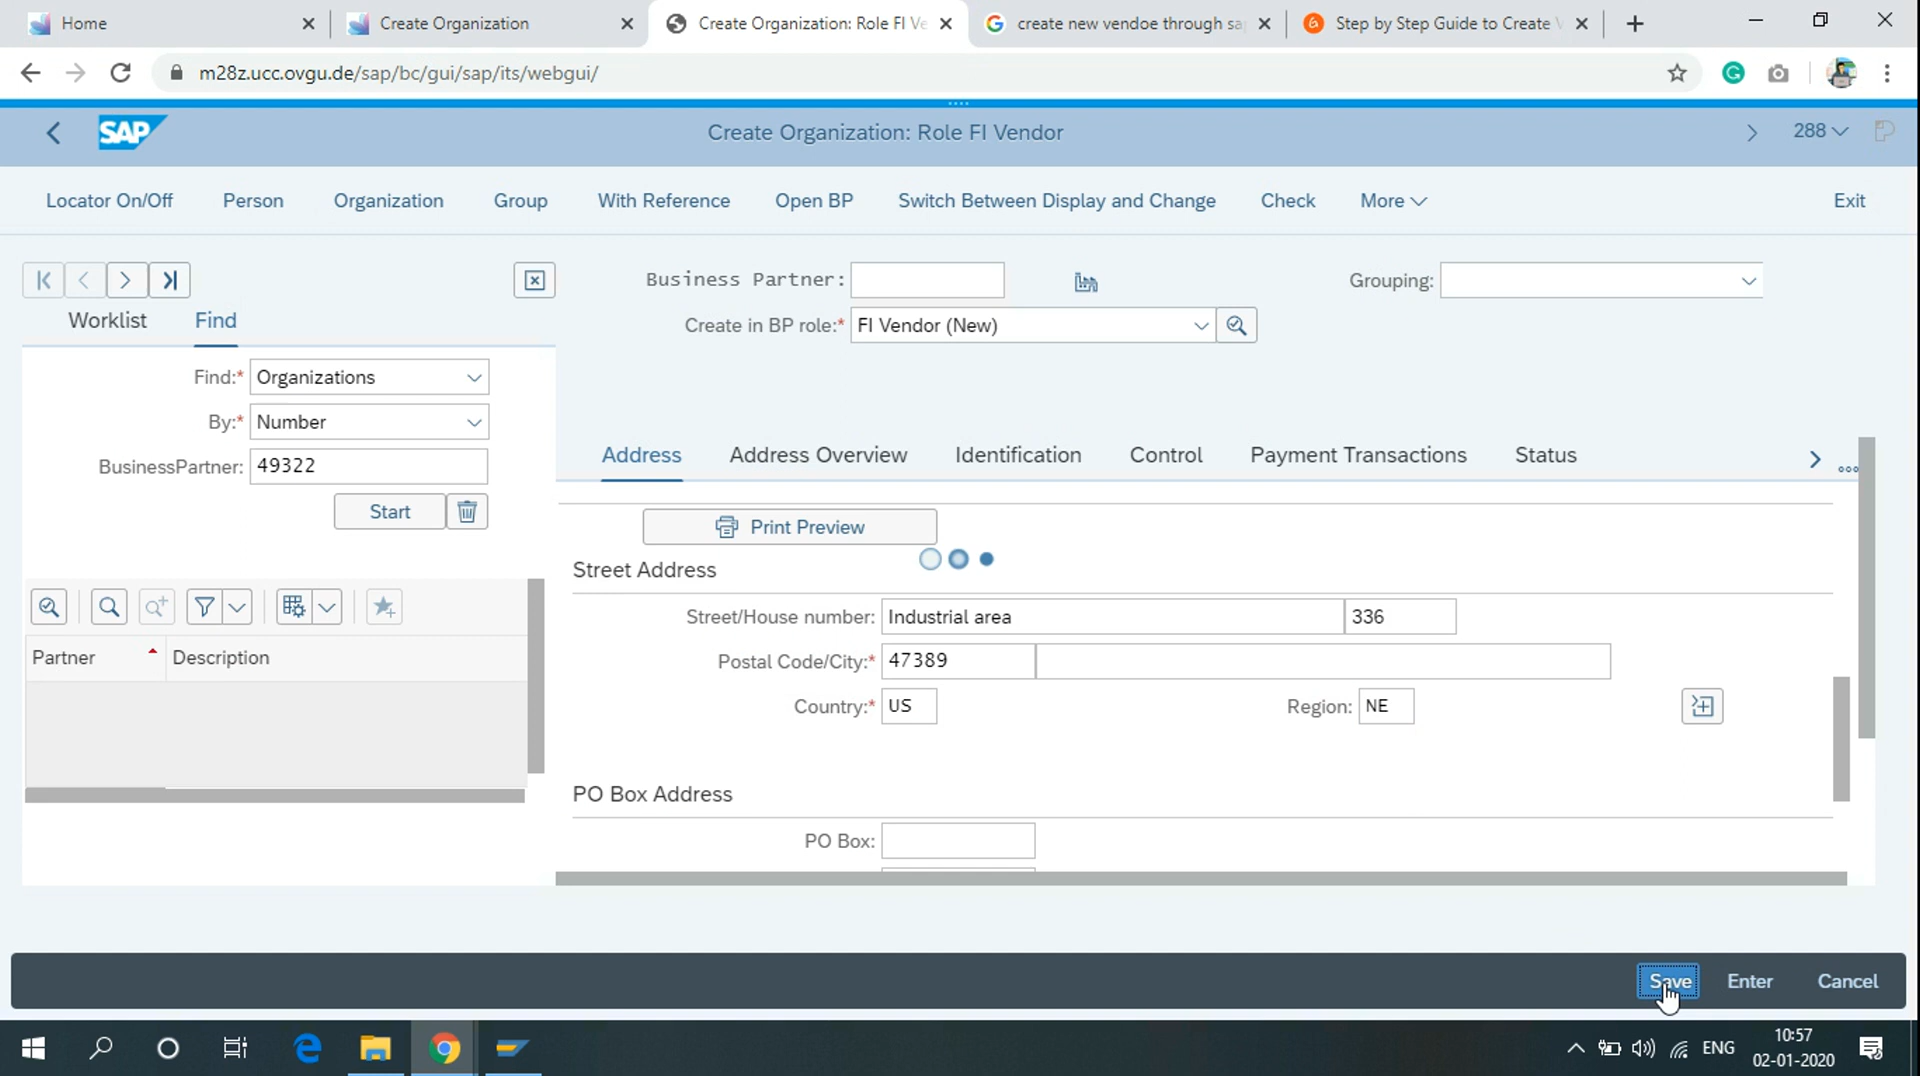 Home
Create Organization
Create Organization: Role FI Ve
create new vendoe through sa
Step by Step Guide to Create V
m28z.ucc.ovgu.de/sap/bc/gui/sap/its/webgui/
SAP
Create Organization: Role FI Vendor
288
Locator On/Off
Person
Organization
Group
With Reference
Open BP
Switch Between Display and Change
Check
More
Exit
Business Partner:
Grouping:
Create in BP role:* FI Vendor (New)
Worklist
Find
Find:* Organizations
By:* Number
BusinessPartner: 49322
Start
Partner
Description
Address
Address Overview
Identification
Control
Payment Transactions
Status
Print Preview
Street Address
Street/House number: Industrial area 336
Postal Code/City:* 47389
Country:* US
Region: NE
PO Box Address
PO Box:
Save
Enter
Cancel
ENG
10:57
02-01-2020